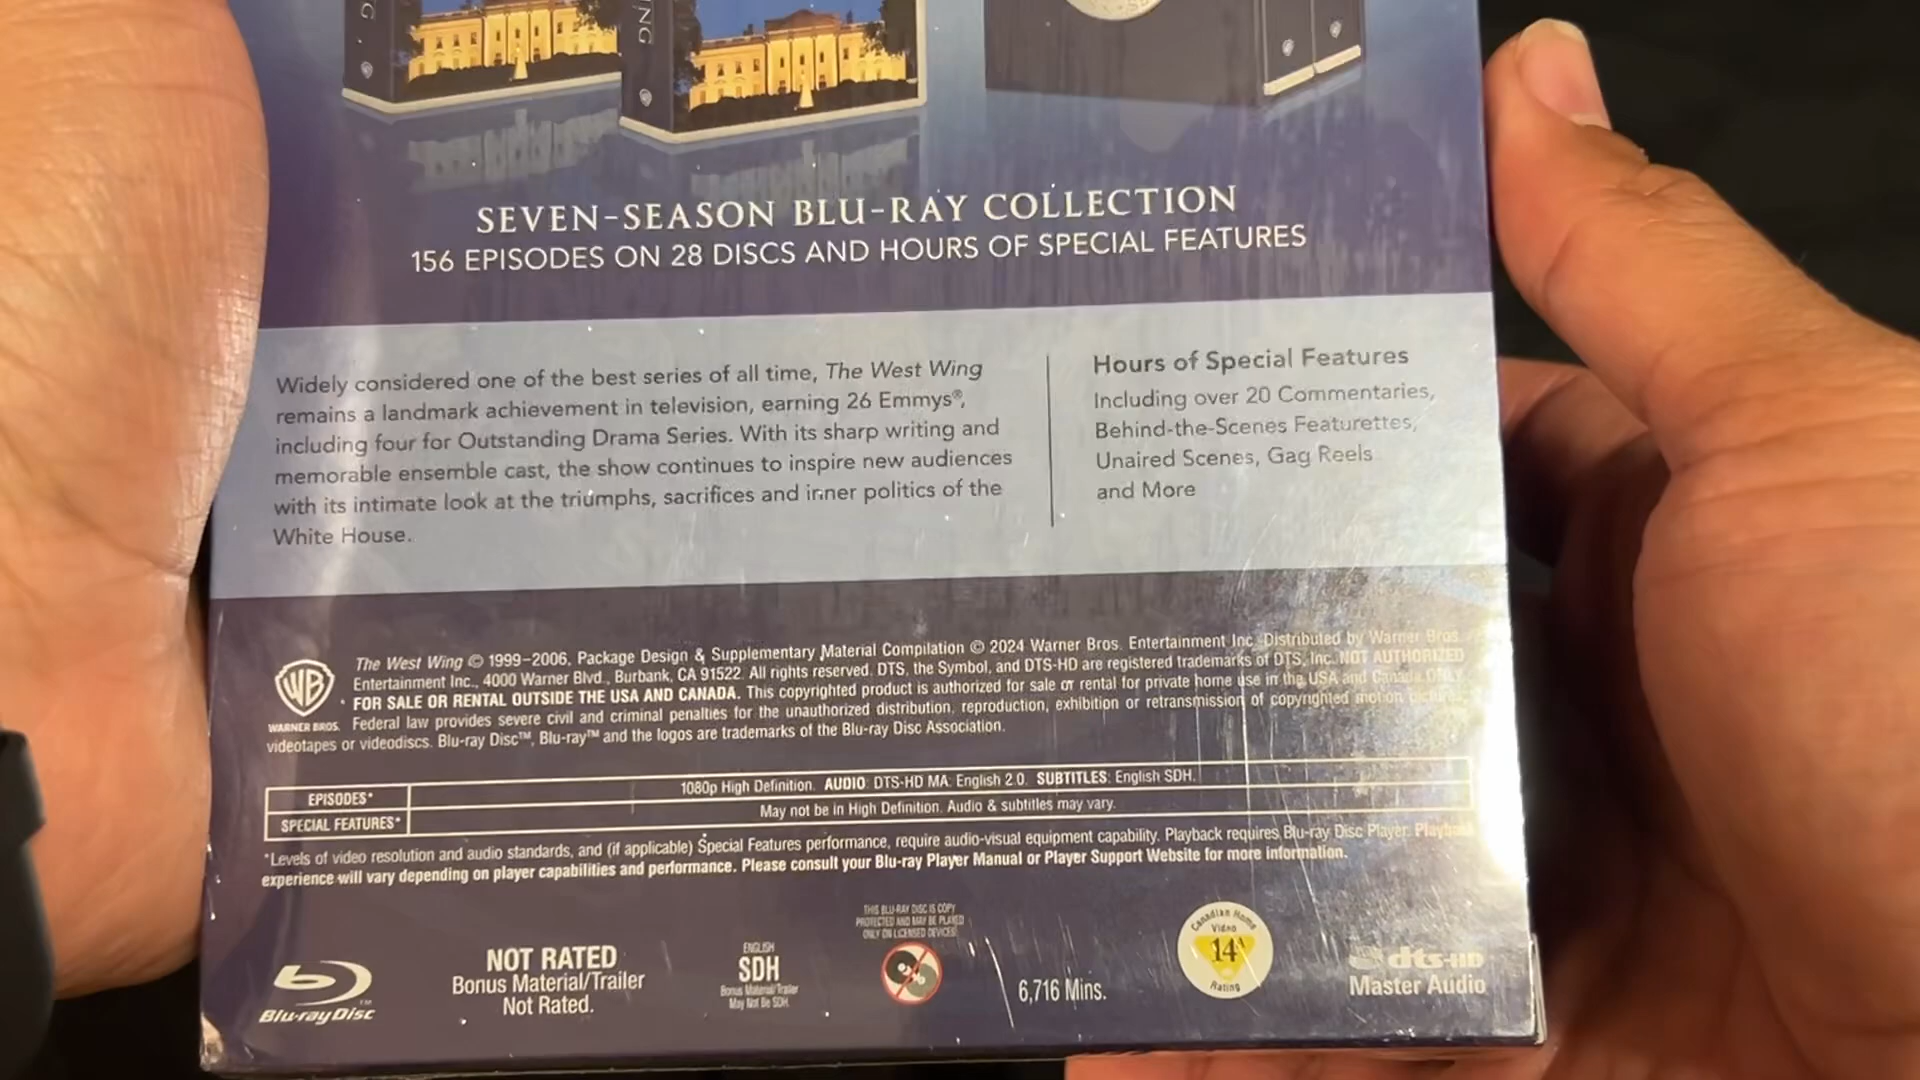 G
ING
SEVEN-SEASON BLU-RAY COLLECTION
156 EPISODES ON 28 DISCS AND HOURS OF SPECIAL FEATURES
Widely considered one of the best series of all time, The West Wing
remains a landmark achievement in television, earning 26 Emmys®,
including four for Outstanding Drama Series. With its sharp writing and
memorable ensemble cast, the show continues to inspire new audiences
with its intimate look at the triumphs, sacrifices and inner politics of the
White House.
Hours of Special Features
Including over 20 Commentaries,
Behind-the-Scenes Featurettes,
Unaired Scenes, Gag Reels
and More
WB
WARNER BROS.
The West Wing © 1999–2006, Package Design & Supplementary Material Compilation © 2024 Warner Bros. Entertainment Inc. Distributed by Warner Bros.
Entertainment Inc., 4000 Warner Blvd., Burbank, CA 91522. All rights reserved. DTS, the Symbol, and DTS-HD are registered trademarks of DTS, Inc. NOT AUTHORIZED
FOR SALE OR RENTAL OUTSIDE THE USA AND CANADA. This copyrighted product is authorized for sale or rental for private home use in the USA and Canada ONLY.
Federal law provides severe civil and criminal penalties for the unauthorized distribution, reproduction, exhibition or retransmission of copyrighted motion pictures,
videotapes or videodiscs. Blu-ray Disc™, Blu-ray™ and the logos are trademarks of the Blu-ray Disc Association.
EPISODES* 1080p High Definition. AUDIO: DTS-HD MA: English 2.0. SUBTITLES: English SDH.
SPECIAL FEATURES* May not be in High Definition. Audio & subtitles may vary.
*Levels of video resolution and audio standards, and (if applicable) Special Features performance, require audio-visual equipment capability. Playback requires Blu-ray Disc Player. Playback
experience will vary depending on player capabilities and performance. Please consult your Blu-ray Player Manual or Player Support Website for more information.
Blu-ray Disc™
NOT RATED
Bonus Material/Trailer
Not Rated.
ENGLISH
SDH
Bonus Material/Trailer
May Not Be SDH.
THIS BLU-RAY DISC IS COPY
PROTECTED AND MAY BE PLAYED
ONLY ON LICENSED DEVICES
6,716 Mins.
Canadian Home
Video
14A
Rating
dts-HD
Master Audio